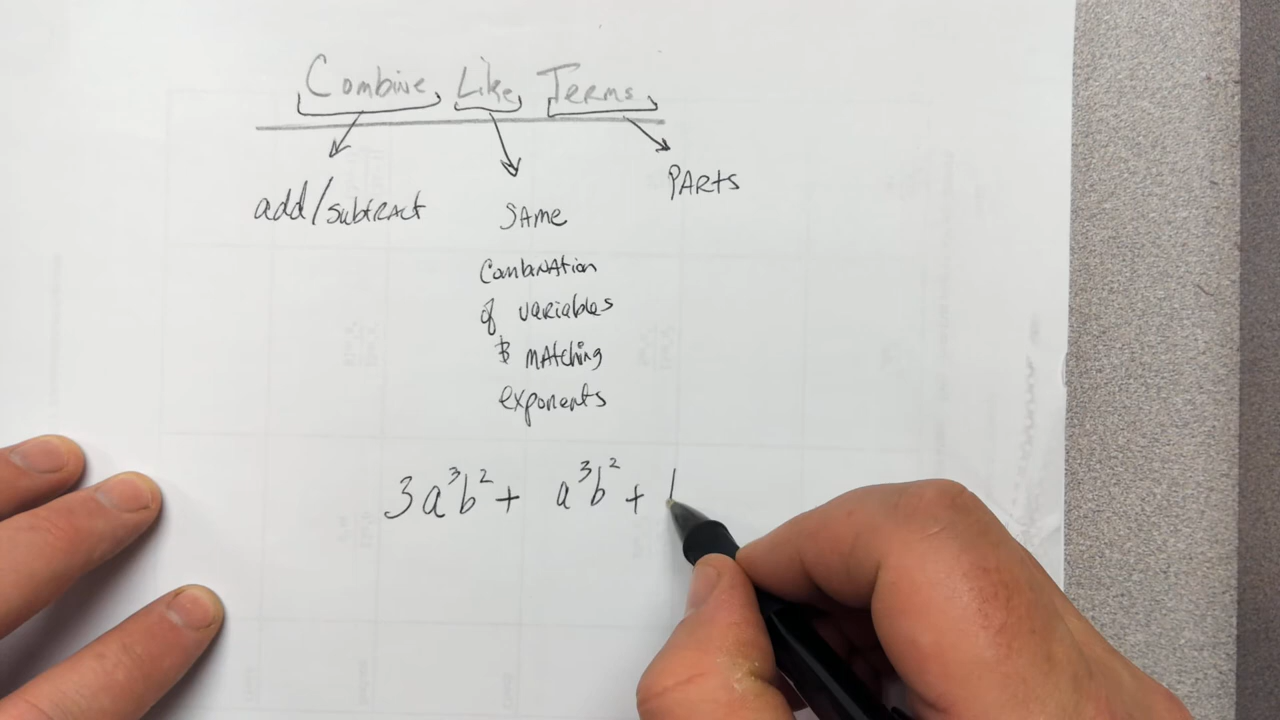 Combine Like Terms
add/subtract
same
combination
of variables
& matching
exponents
parts
3a³b² + a³b² +